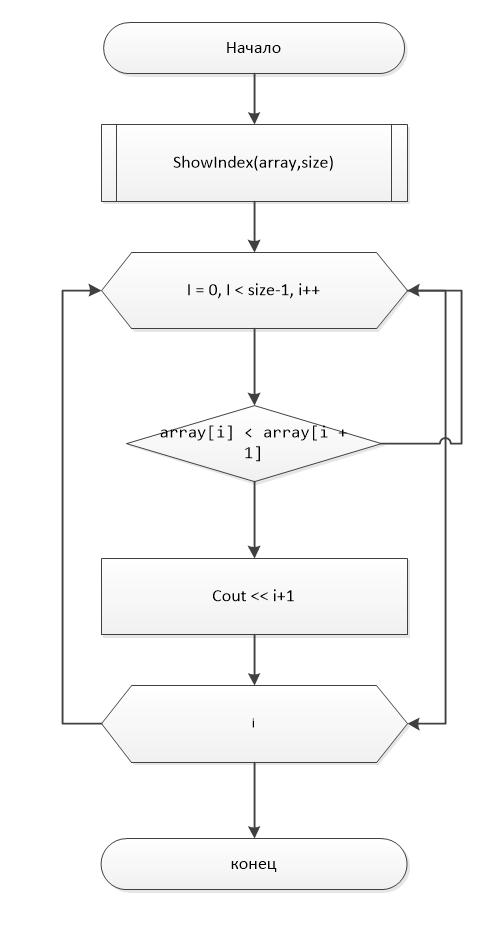 Начало
ShowIndex(array,size)
I = 0, I < size-1, i++
array[i] < array[i +
1]
Cout << i+1
i
конец